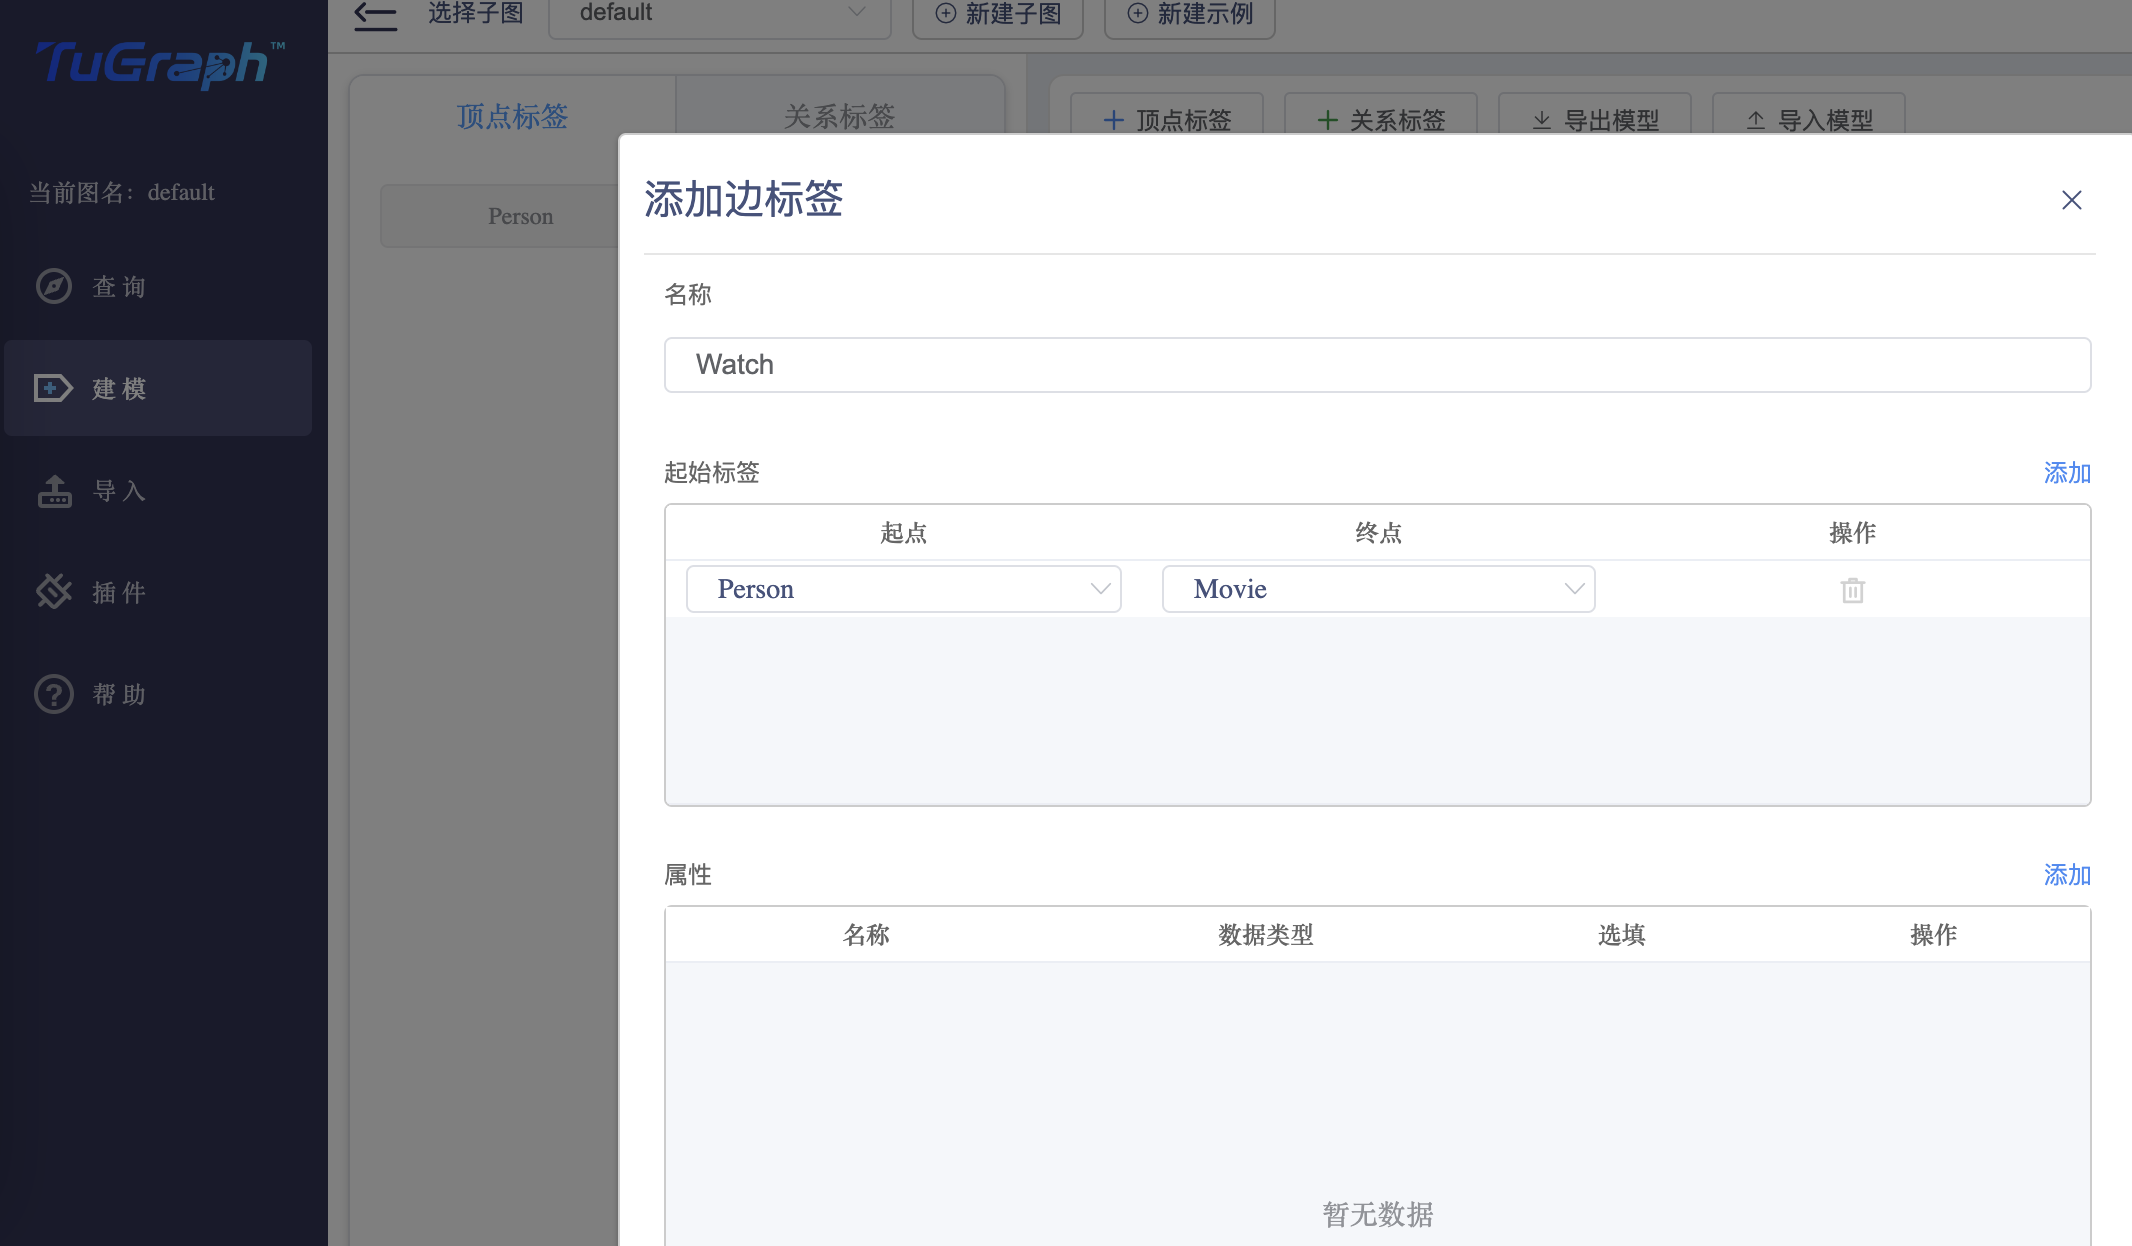 TuGraph™
当前图名：default
查询
建模
导入
插件
帮助
选择子图 default 新建子图 新建示例
顶点标签 关系标签
Person
顶点标签 关系标签 导出模型 导入模型
添加边标签
名称
Watch
起始标签 添加
起点 终点 操作
Person Movie
属性 添加
名称 数据类型 选填 操作
暂无数据